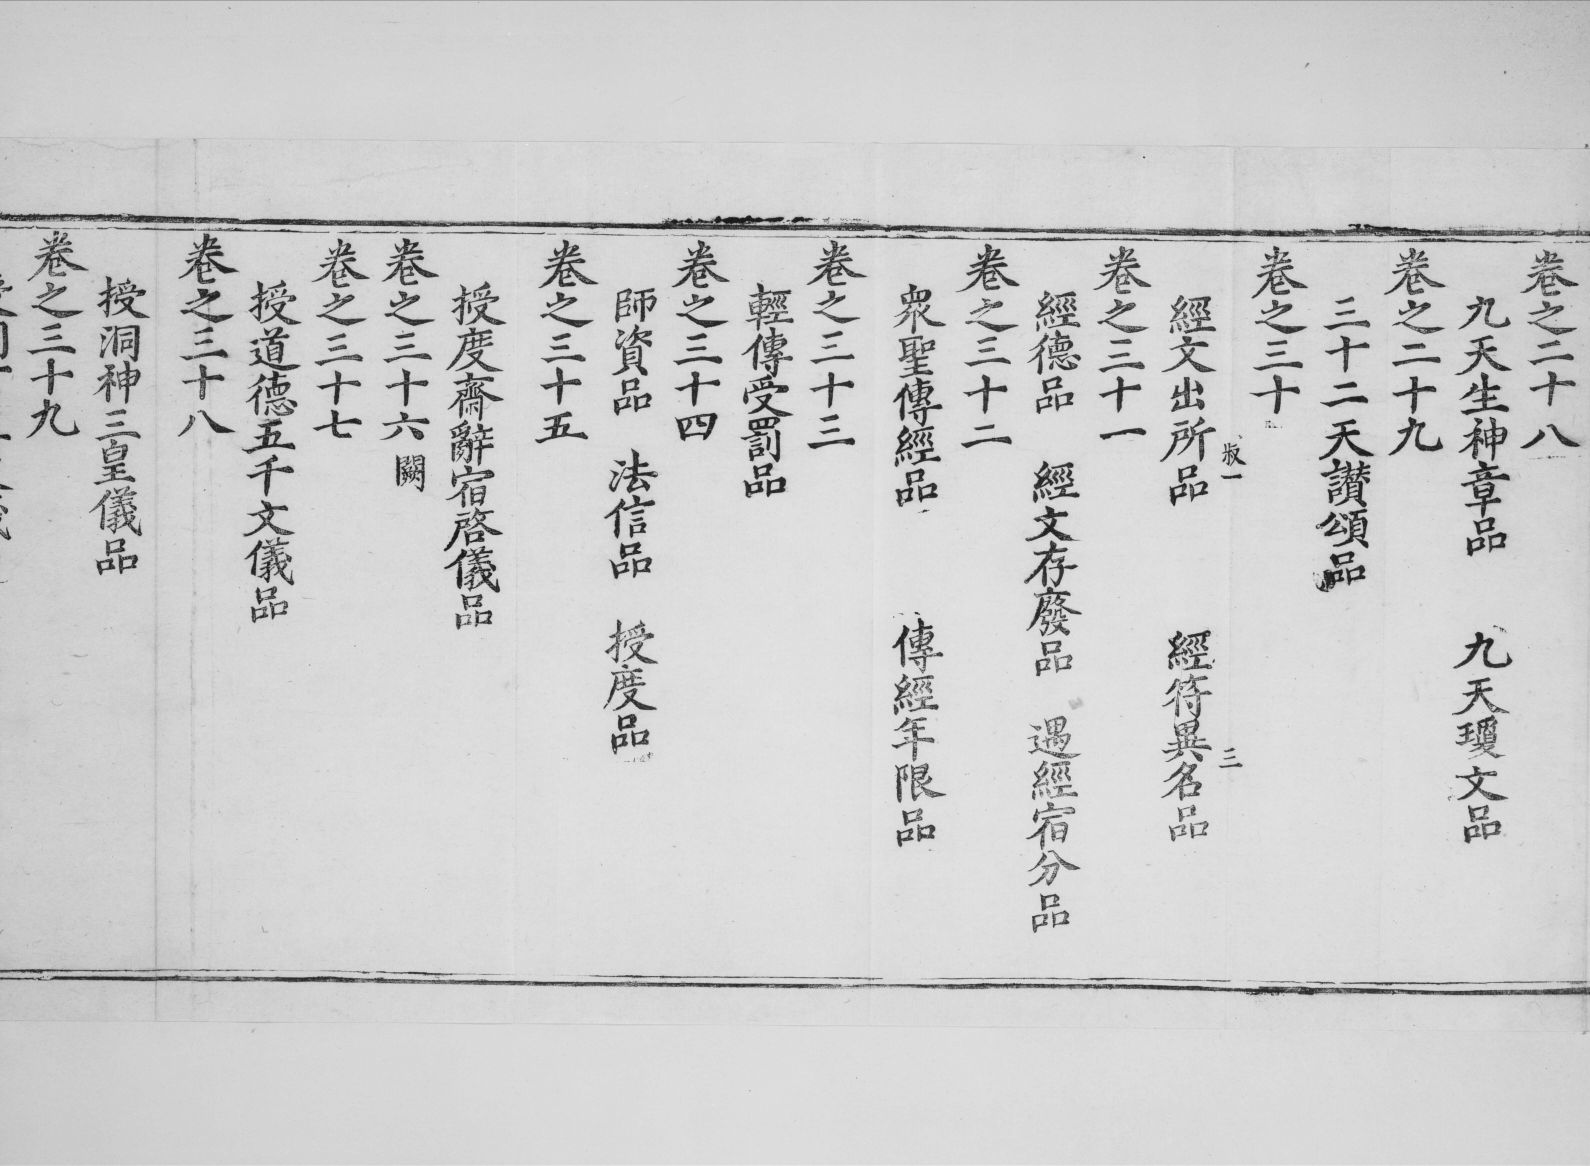 卷之二十八
九天生神章品　九天瓊文品
卷之二十九
三十二天讃頌品
卷之三十
㧞一　三
經文出所品　經符異名品
卷之三十一
經德品　經文存廢品　遇經宿分品
卷之三十二
衆聖傳經品　傳經年限品
卷之三十三
輕傳受罰品
卷之三十四
師資品　法信品　授度品
卷之三十五
授度齋辭宿啓儀品
卷之三十六　闕
卷之三十七
授道德五千文儀品
卷之三十八
授洞神三皇儀品
卷之三十九